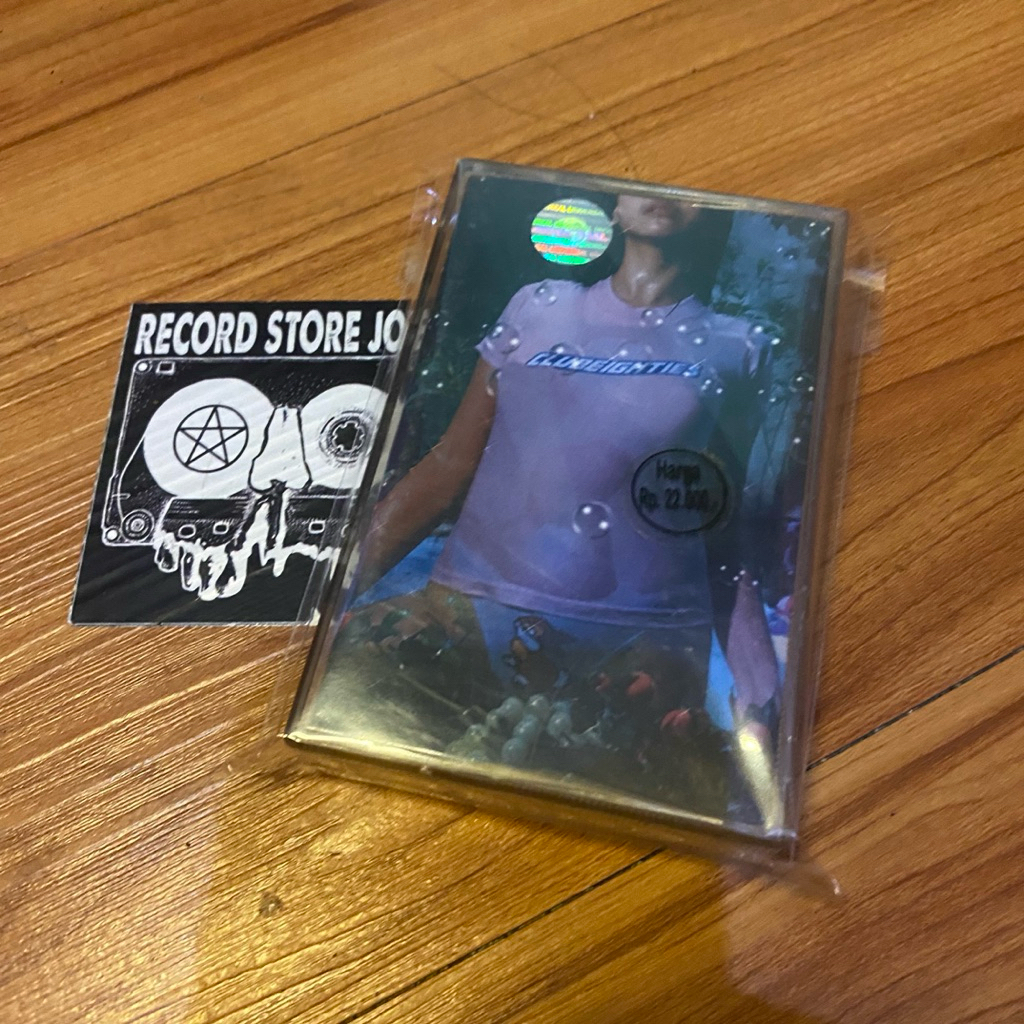 RECORD STORE JO
CLUBEIGHTIES
Harga
Rp. 22.000,-